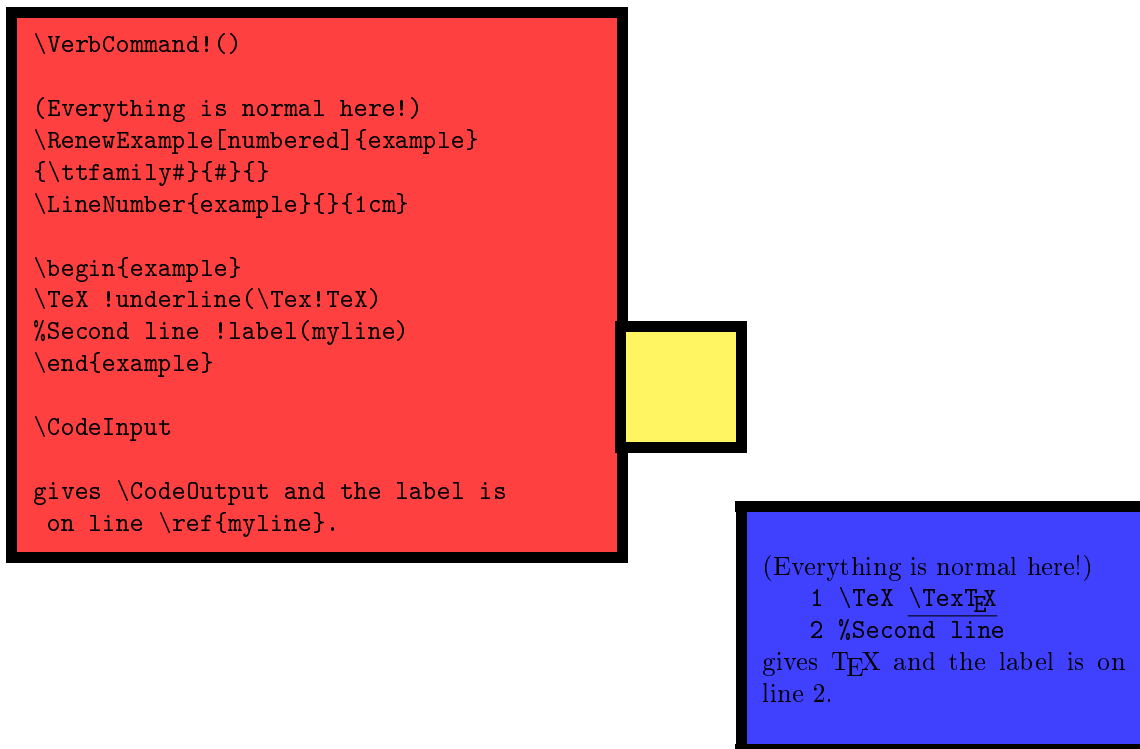 \VerbCommand!()
(Everything is normal here!)
\RenewExample[numbered]{example}
{\ttfamily#}{#}{}
\LineNumber{example}{}{1cm}
\begin{example}
\TeX !underline(\Tex!TeX)
%Second line !label(myline)
\end{example}
\CodeInput
gives \CodeOutput and the label is
on line \ref{myline}.
(Everything is normal here!)
1 \TeX \TexTEX
2 %Second line
gives TEX and the label is on
line 2.